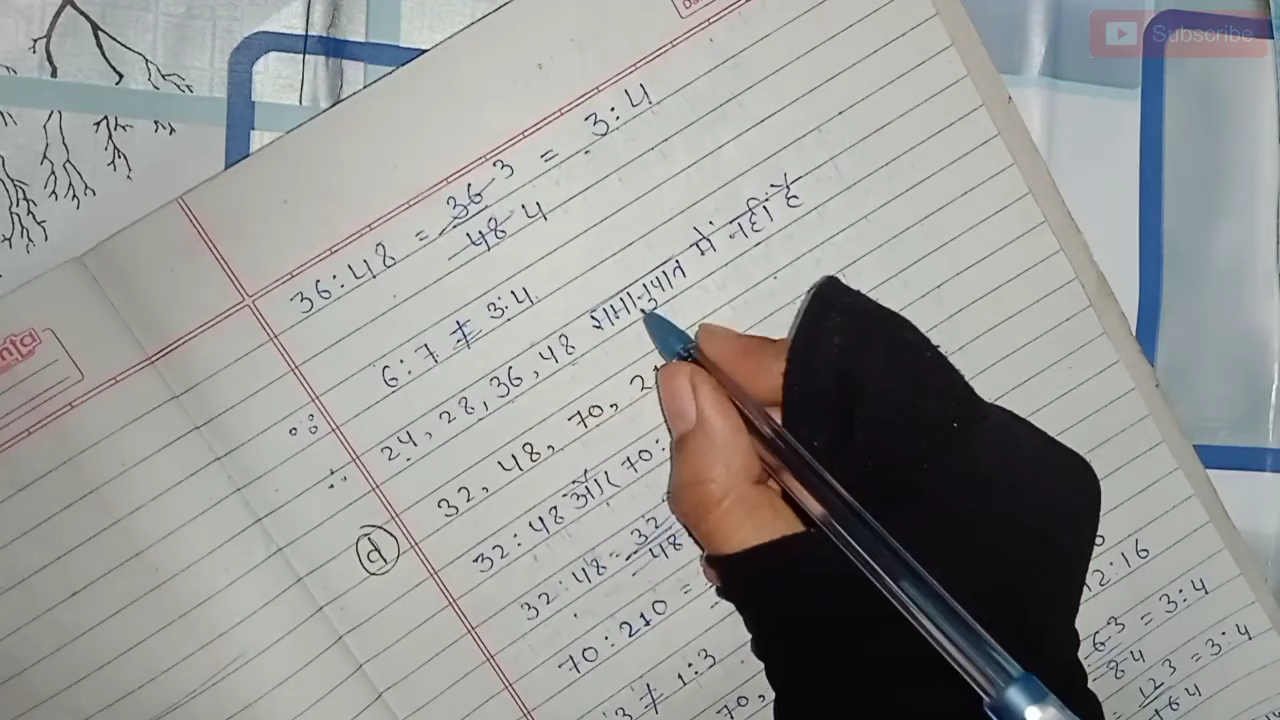 Subscribe
36:48 = 36 3 / 48 4 = 3:4
∵ 6:7 ≠ 3:4
∴ 24, 28, 36, 48 समानुपात में नहीं है
(d) 32, 48, 70, 21
32:48 और 70:
32:48 = 32 / 48
70:210 =
3 ≠ 1:3
70,
12:16
6 3 / 8 4 = 3:4
= 12 3 / 16 4 = 3:4